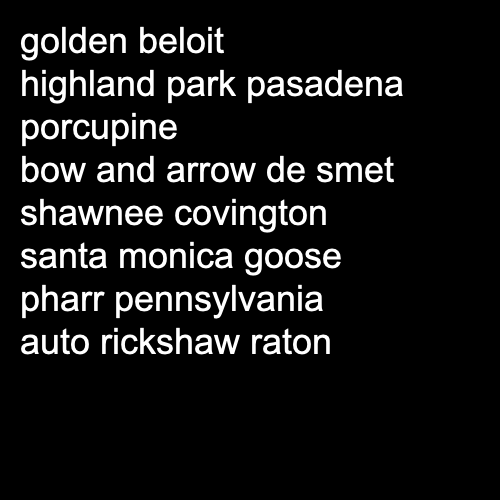 golden beloit
highland park pasadena
porcupine
bow and arrow de smet
shawnee covington
santa monica goose
pharr pennsylvania
auto rickshaw raton